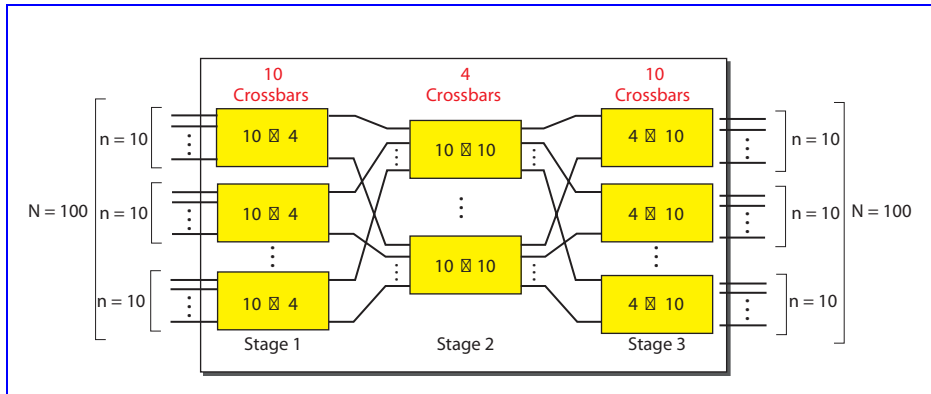 10
Crossbars
4
Crossbars
10
Crossbars
n = 10
10 4
10 10
4 10
n = 10
N = 100
n = 10
10 4
4 10
n = 10
N = 100
10 10
n = 10
10 4
4 10
n = 10
Stage 1
Stage 2
Stage 3